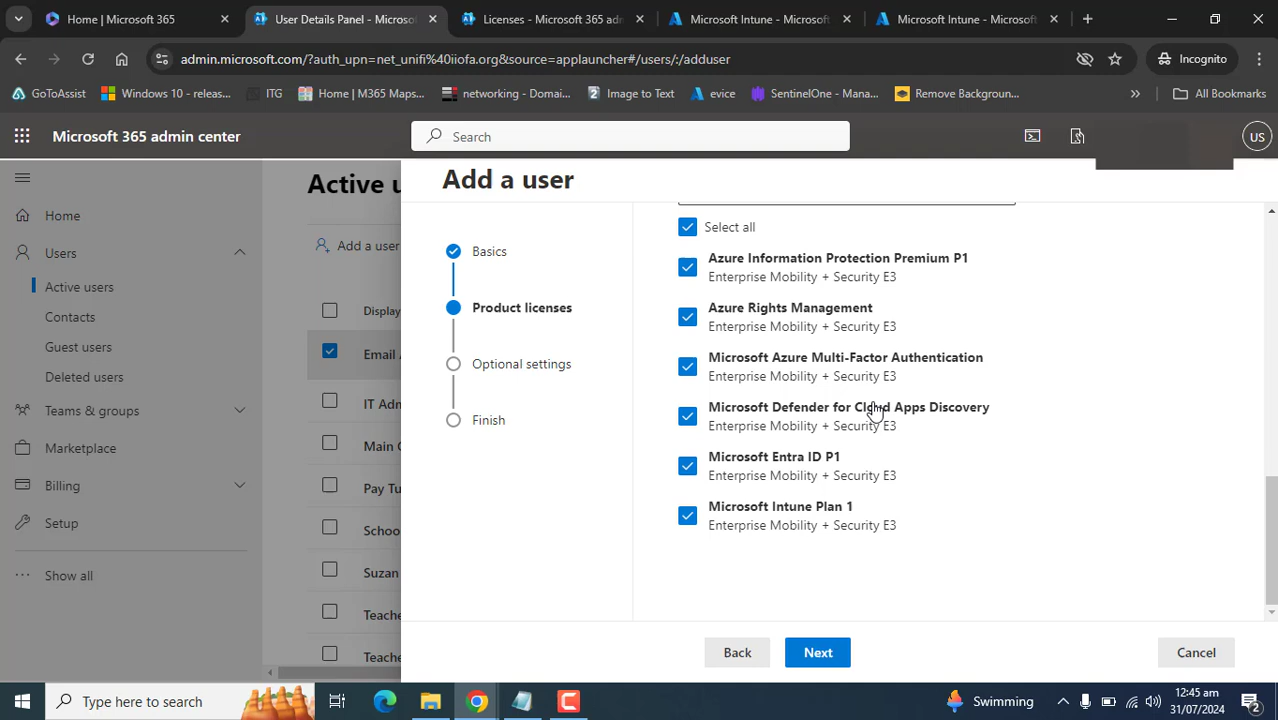 Home | Microsoft 365
User Details Panel - Microso
Licenses - Microsoft 365 adm
Microsoft Intune - Microsoft
Microsoft Intune - Microsoft
admin.microsoft.com/?auth_upn=net_unifi%40iiofa.org&source=applauncher#/users/:/adduser
Incognito
GoToAssist
Windows 10 - releas...
ITG
Home | M365 Maps...
networking - Domai...
Image to Text
evice
SentinelOne - Mana...
Remove Backgroun...
All Bookmarks
Microsoft 365 admin center
Search
US
Home
Users
Active users
Contacts
Guest users
Deleted users
Teams & groups
Marketplace
Billing
Setup
Show all
Active u
Add a user
Display
Email A
IT Adm
Main O
Pay Tu
School
Suzan
Teache
Teache
Add a user
Basics
Product licenses
Optional settings
Finish
Select all
Azure Information Protection Premium P1
Enterprise Mobility + Security E3
Azure Rights Management
Enterprise Mobility + Security E3
Microsoft Azure Multi-Factor Authentication
Enterprise Mobility + Security E3
Microsoft Defender for Cloud Apps Discovery
Enterprise Mobility + Security E3
Microsoft Entra ID P1
Enterprise Mobility + Security E3
Microsoft Intune Plan 1
Enterprise Mobility + Security E3
Back
Next
Cancel
Type here to search
Swimming
12:45 am
31/07/2024
2